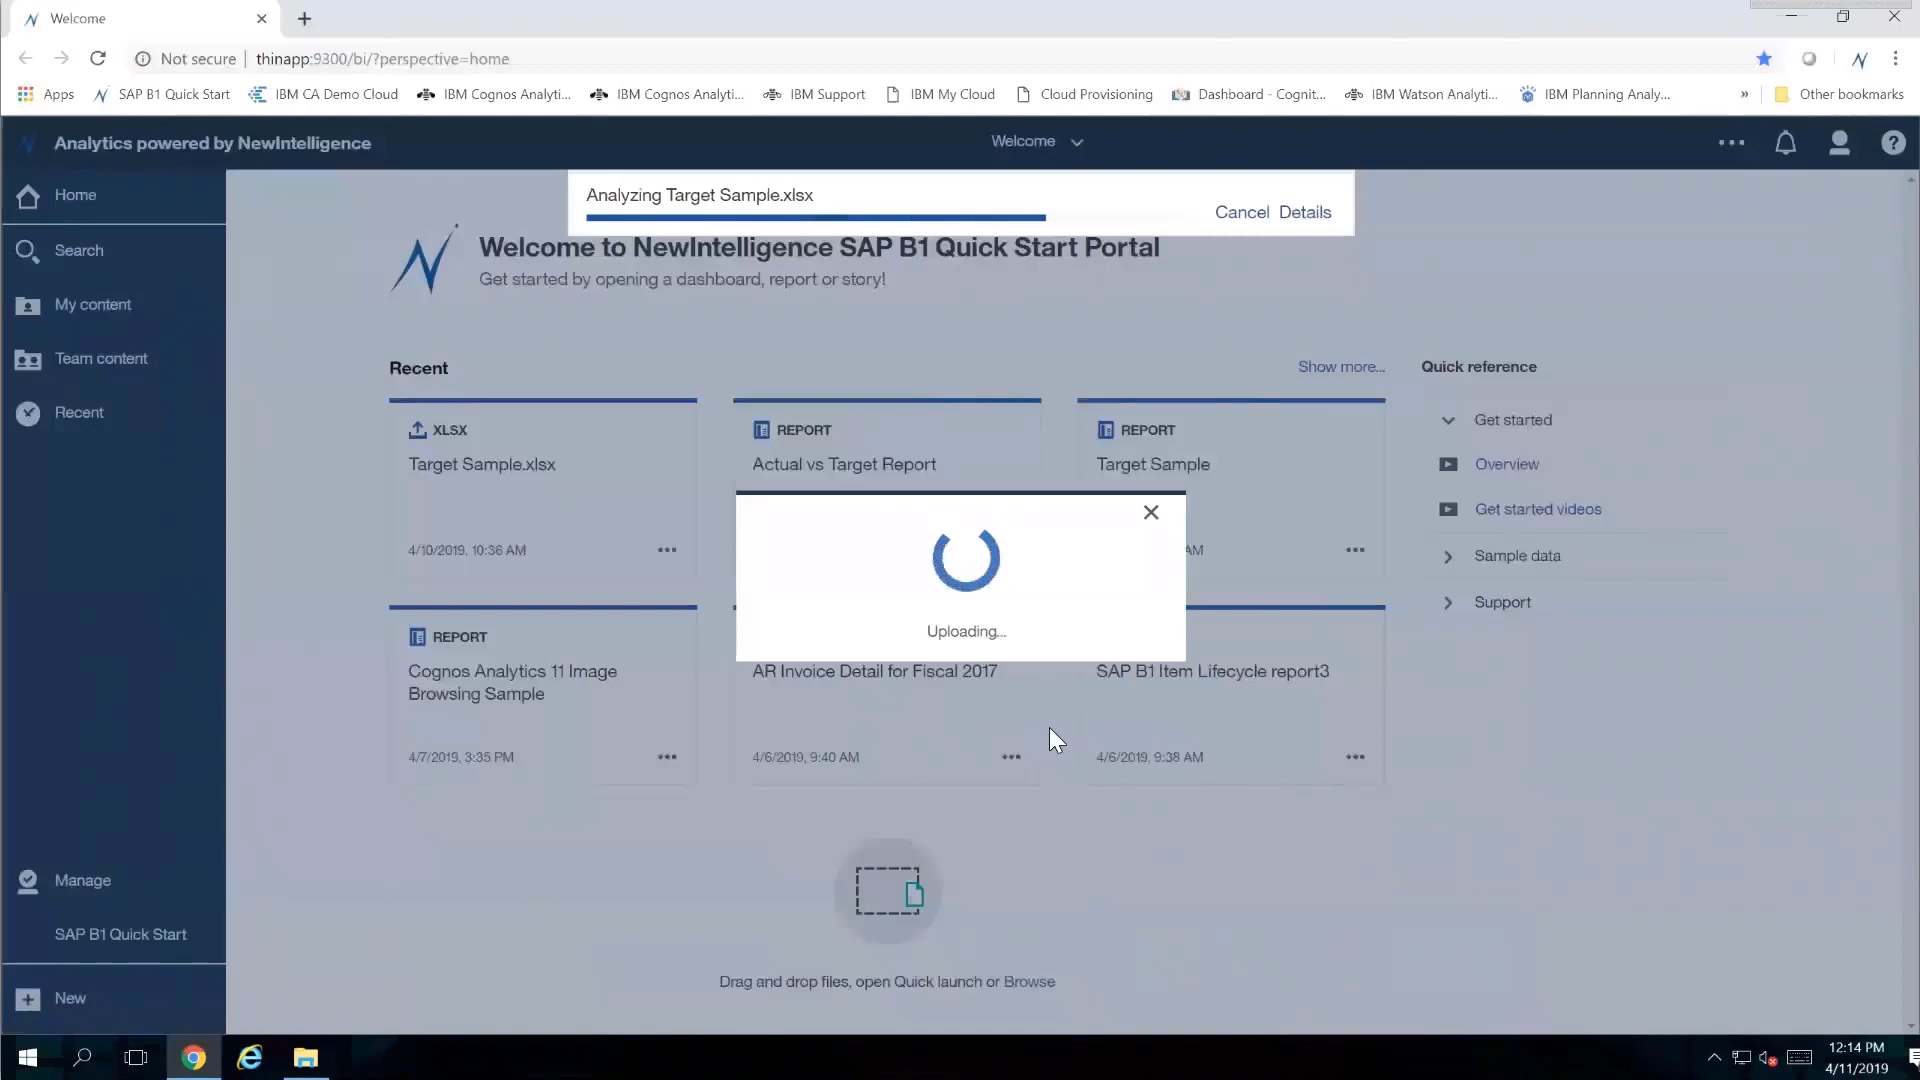 Welcome
Not secure
thinapp:9300/bi/?perspective=home
Apps
SAP B1 Quick Start
IBM CA Demo Cloud
IBM Cognos Analyti...
IBM Cognos Analyti...
IBM Support
IBM My Cloud
Cloud Provisioning
Dashboard - Cognit...
IBM Watson Analyti...
IBM Planning Analy...
»
Other bookmarks
Analytics powered by NewIntelligence
Welcome
Home
Search
My content
Team content
Recent
Manage
SAP B1 Quick Start
New
Analyzing Target Sample.xlsx
Cancel
Details
Welcome to NewIntelligence SAP B1 Quick Start Portal
Get started by opening a dashboard, report or story!
Recent
Show more...
XLSX
Target Sample.xlsx
4/10/2019, 10:36 AM
REPORT
Actual vs Target Report
REPORT
Target Sample
AM
Uploading...
REPORT
Cognos Analytics 11 Image
Browsing Sample
4/7/2019, 3:35 PM
AR Invoice Detail for Fiscal 2017
4/6/2019, 9:40 AM
SAP B1 Item Lifecycle report3
4/6/2019, 9:38 AM
Quick reference
Get started
Overview
Get started videos
Sample data
Support
Drag and drop files, open Quick launch or Browse
12:14 PM
4/11/2019